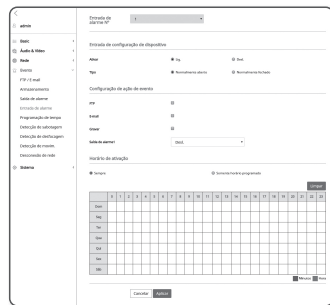 admin
Basic
Áudio & Vídeo
Rede
Evento
FTP / E-mail
Armazenamento
Saída de alarme
Entrada de alarme
Programação de tempo
Detecção de sabotagem
Detecção de desfocagem
Detecção de movim.
Desconexão da rede
Sistema
Entrada de alarme Nº
1
Entrada de configuração de dispositivo
Ativar
Lig.
Desl.
Tipo
Normalmente aberto
Normalmente fechado
Configuração de ação de evento
FTP
E-mail
Gravar
Saída de alarme1
Desl.
Horário de ativação
Sempre
Somente horário programado
Limpar
0 1 2 3 4 5 6 7 8 9 10 11 12 13 14 15 16 17 18 19 20 21 22 23
Dom
Seg
Ter
Qua
Qui
Sex
Sáb
Minutos
Hora
Cancelar
Aplicar